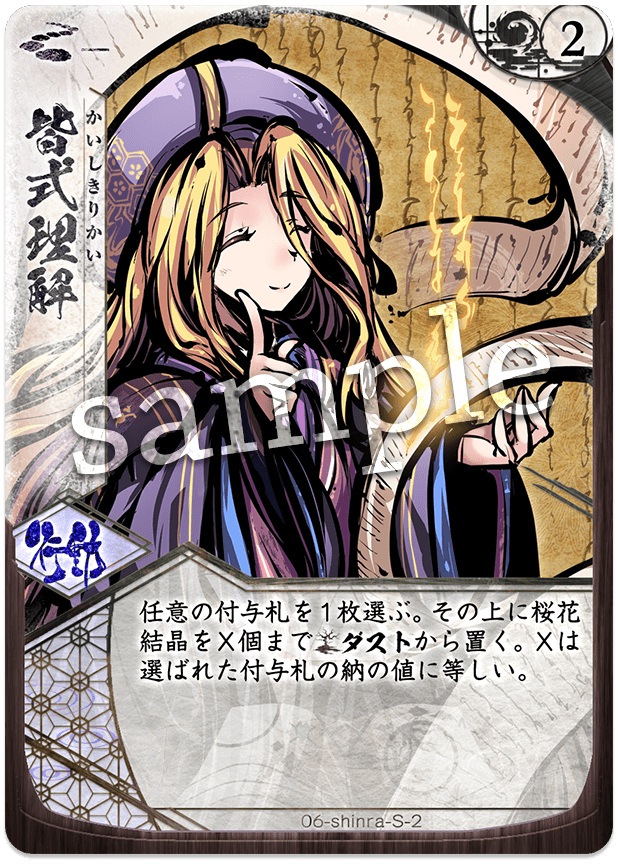 2
皆式理解
かいしきりかい
sample
行動
任意の付与札を1枚選ぶ。その上に桜花
結晶をX個までダストから置く。Xは
選ばれた付与札の納の値に等しい。
06-shinra-S-2